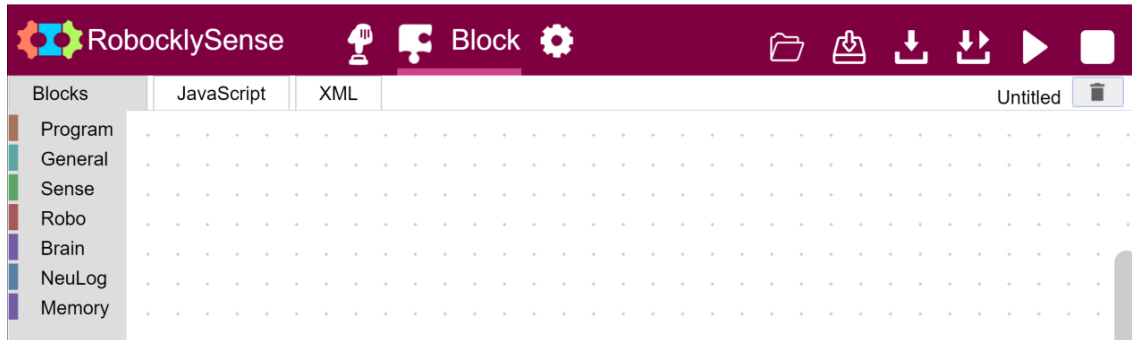 RobocklySense Block
Blocks JavaScript XML Untitled
Program
General
Sense
Robo
Brain
NeuLog
Memory